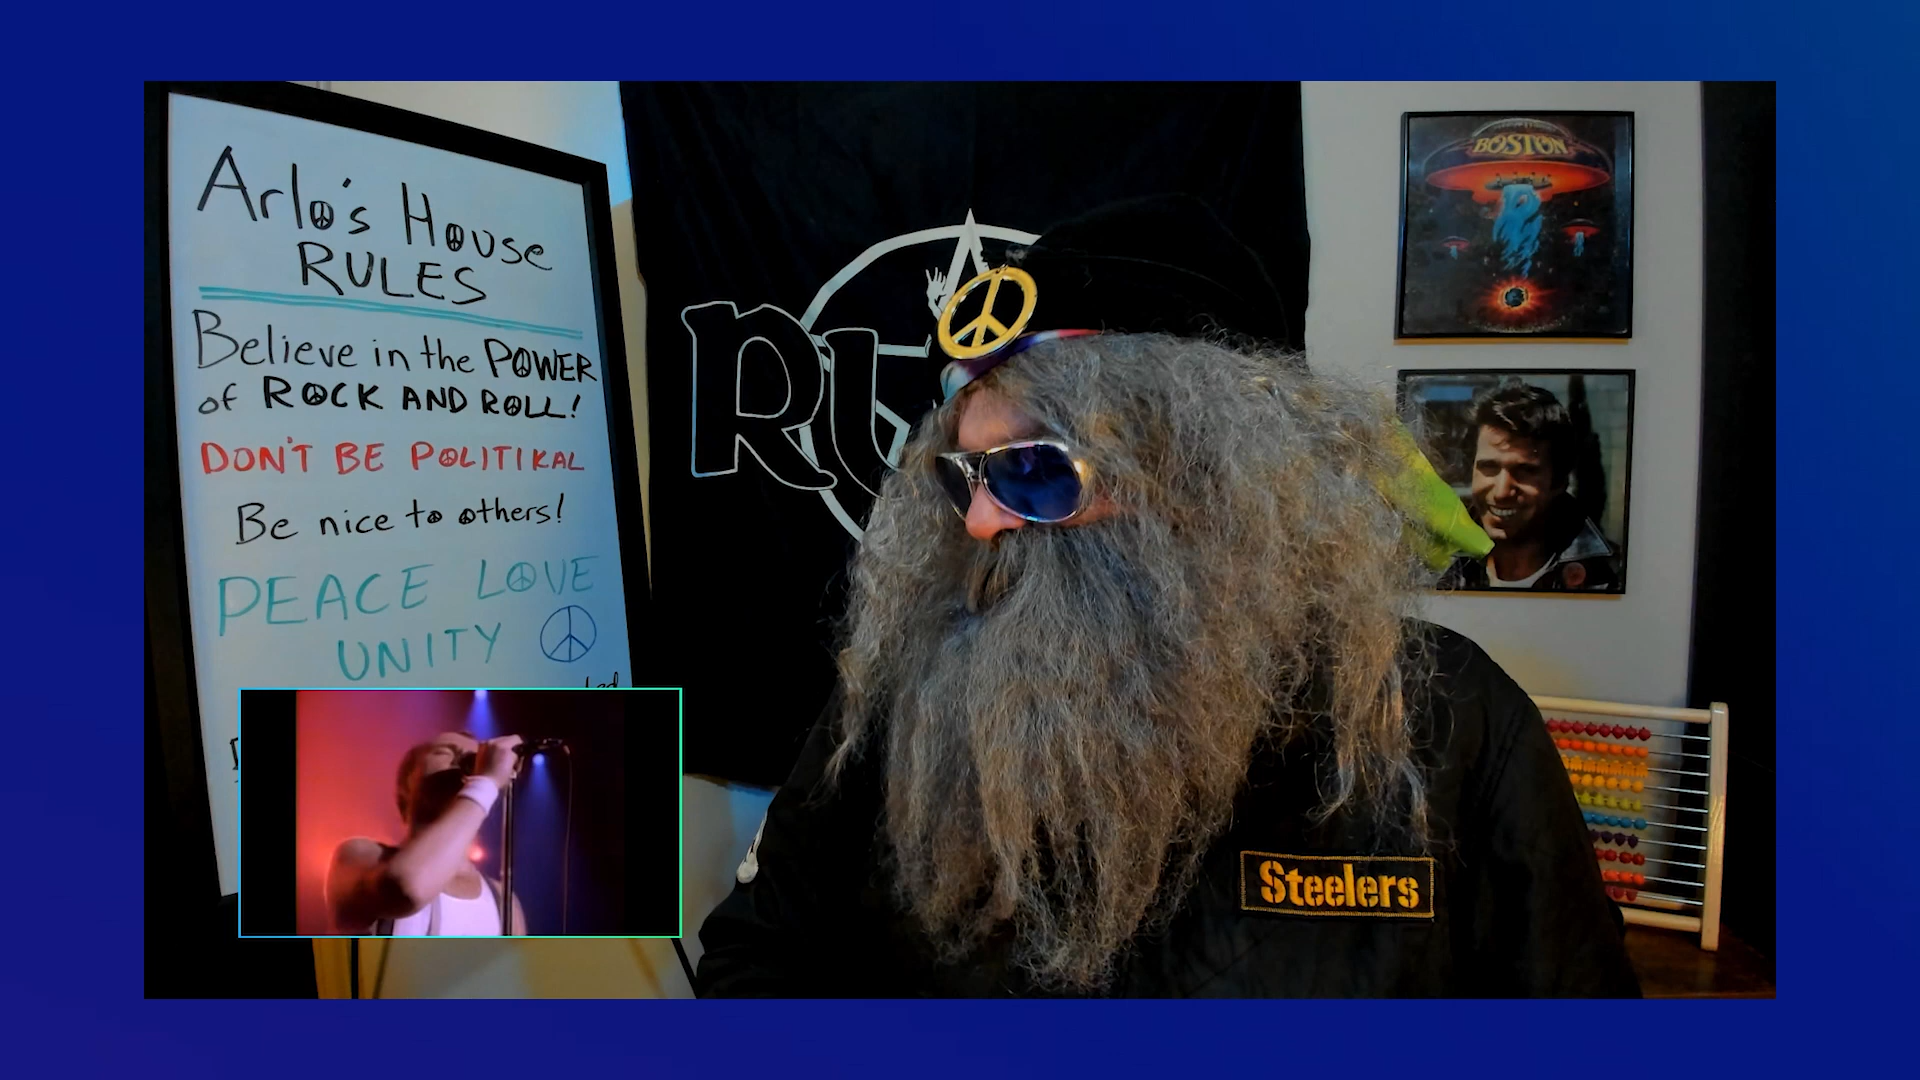 Arlo's House
RULES
Believe in the POWER
of ROCK AND ROLL!
DON'T BE POLITIKAL
Be nice to others!
PEACE LOVE
UNITY
BOSTON
Steelers